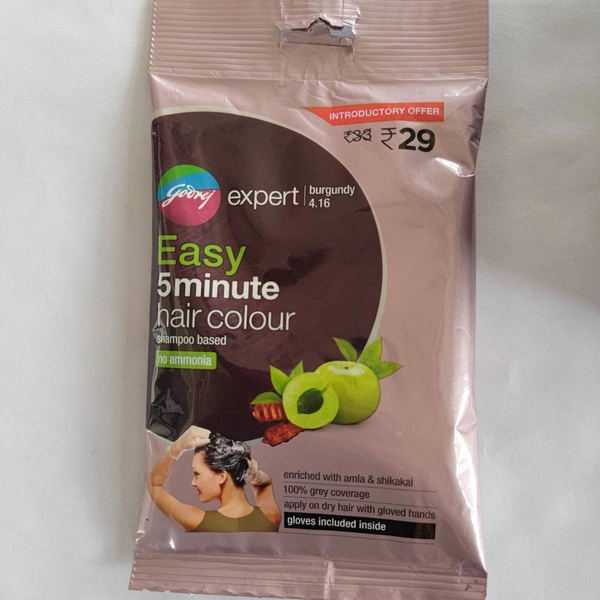 INTRODUCTORY OFFER
₹33 ₹29
Godrej
expert
burgundy
4.16
Easy
5minute
hair colour
shampoo based
no ammonia
enriched with amla & shikakai
100% grey coverage
apply on dry hair with gloved hands
gloves included inside